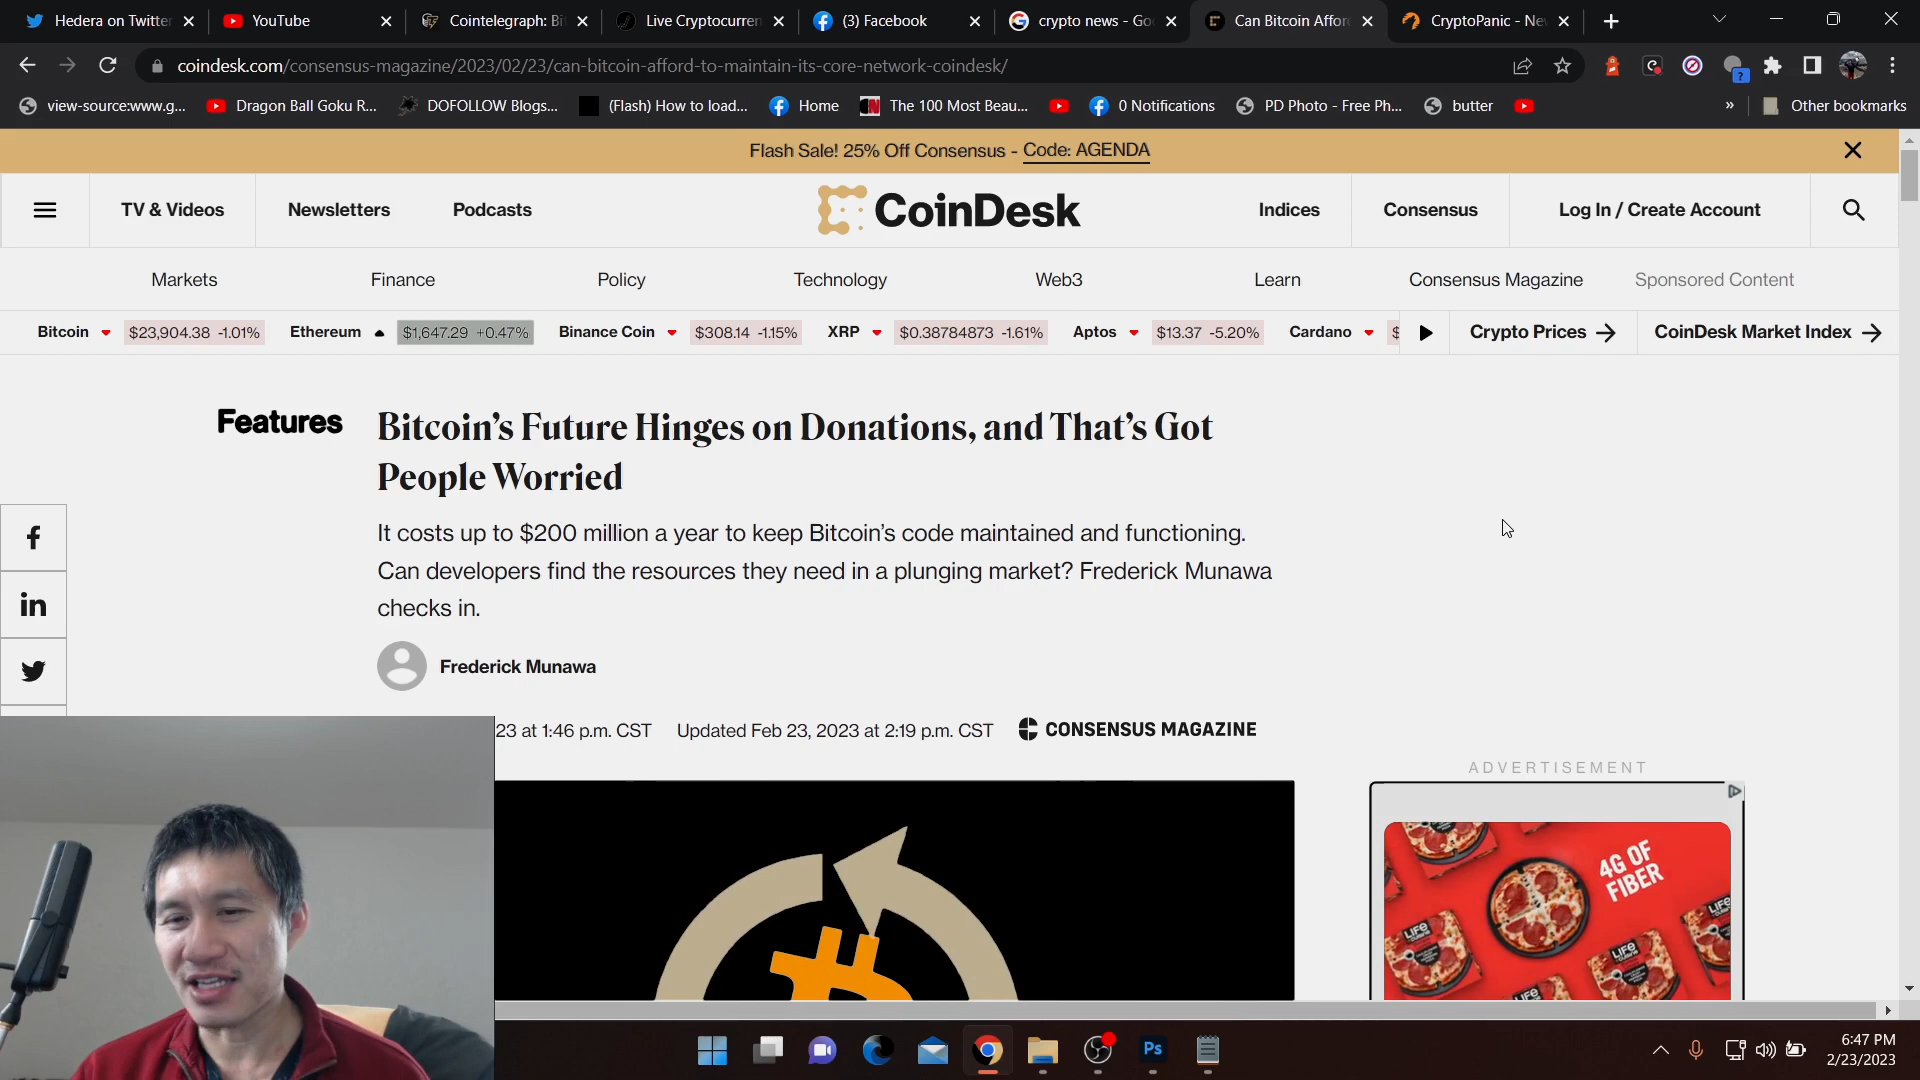 Hedera on Twitter
YouTube
Cointelegraph: Bi
Live Cryptocurren
(3) Facebook
crypto news - Go
Can Bitcoin Affor
CryptoPanic - Ne
coindesk.com/consensus-magazine/2023/02/23/can-bitcoin-afford-to-maintain-its-core-network-coindesk/
view-source:www.g...
Dragon Ball Goku R...
DOFOLLOW Blogs...
(Flash) How to load...
Home
The 100 Most Beau...
0 Notifications
PD Photo - Free Ph...
butter
»
Other bookmarks
Flash Sale! 25% Off Consensus - Code: AGENDA
TV & Videos
Newsletters
Podcasts
CoinDesk
Indices
Consensus
Log In / Create Account
Markets
Finance
Policy
Technology
Web3
Learn
Consensus Magazine
Sponsored Content
Bitcoin $23,904.38 -1.01%
Ethereum $1,647.29 +0.47%
Binance Coin $308.14 -1.15%
XRP $0.38784873 -1.61%
Aptos $13.37 -5.20%
Cardano $
Crypto Prices
CoinDesk Market Index
Features
Bitcoin’s Future Hinges on Donations, and That’s Got
People Worried
It costs up to $200 million a year to keep Bitcoin’s code maintained and functioning.
Can developers find the resources they need in a plunging market? Frederick Munawa
checks in.
Frederick Munawa
23 at 1:46 p.m. CST
Updated Feb 23, 2023 at 2:19 p.m. CST
CONSENSUS MAGAZINE
ADVERTISEMENT
4G OF
FIBER
LIFE
LIFE
LIFE
Ps
6:47 PM
2/23/2023